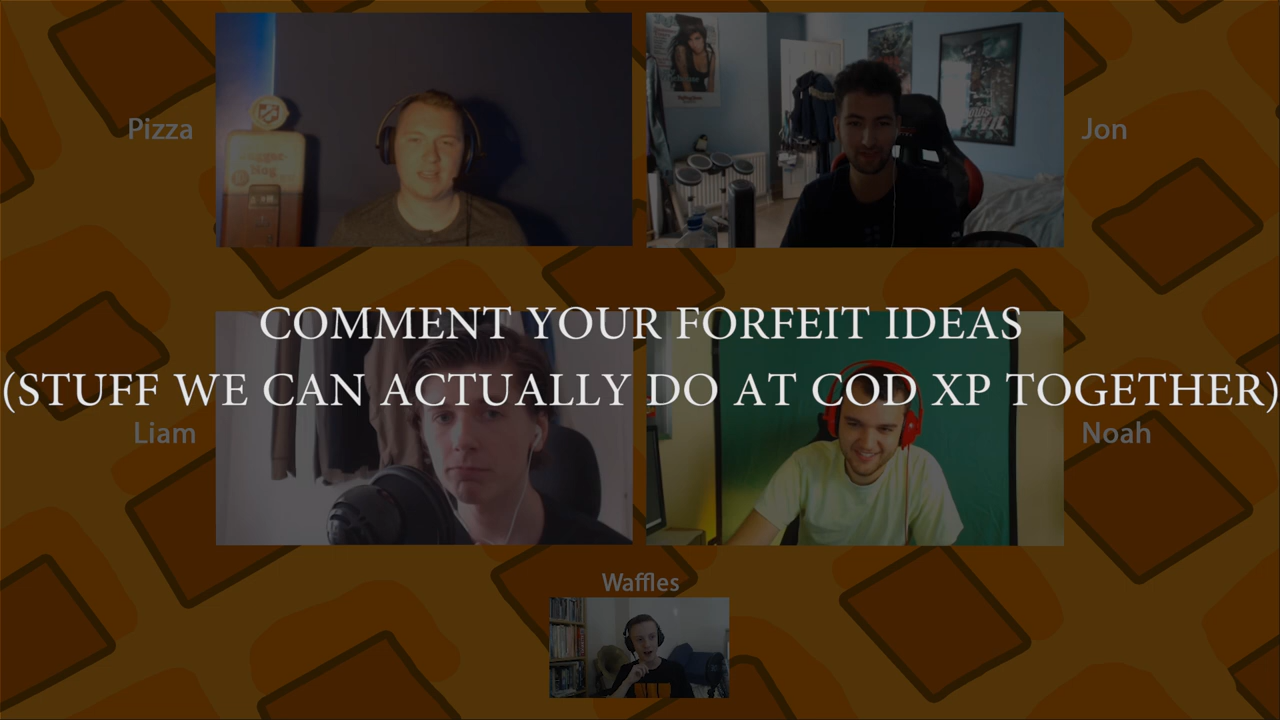 Pizza
Jon
COMMENT YOUR FORFEIT IDEAS
(STUFF WE CAN ACTUALLY DO AT COD XP TOGETHER)
Liam
Noah
Waffles